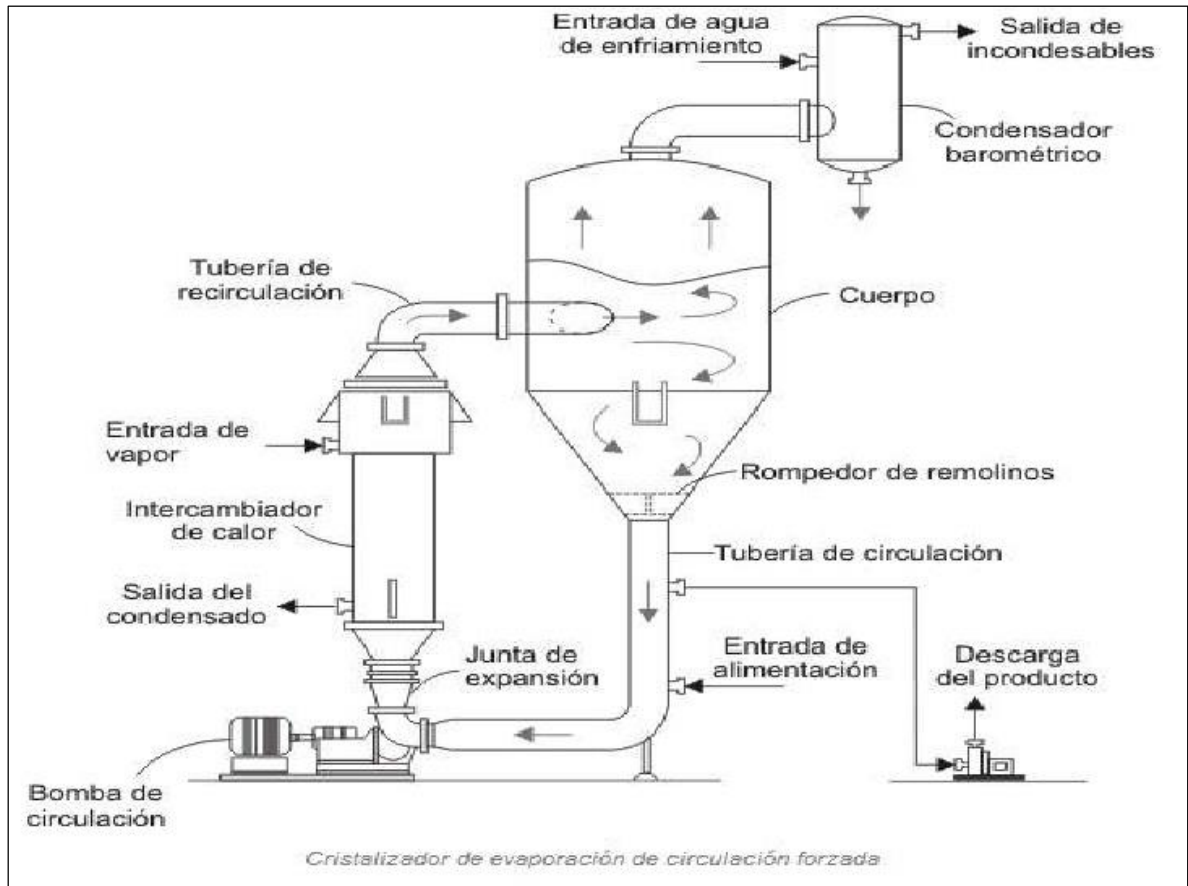 Entrada de agua
de enfriamiento
Salida de
incondesables
Condensador
barométrico
Tubería de
recirculación
Cuerpo
Entrada de
vapor
Rompedor de remolinos
Intercambiador
de calor
Tubería de circulación
Salida del
condensado
Junta de
expansión
Entrada de
alimentación
Descarga
del producto
Bomba de
circulación
Cristalizador de evaporación de circulación forzada